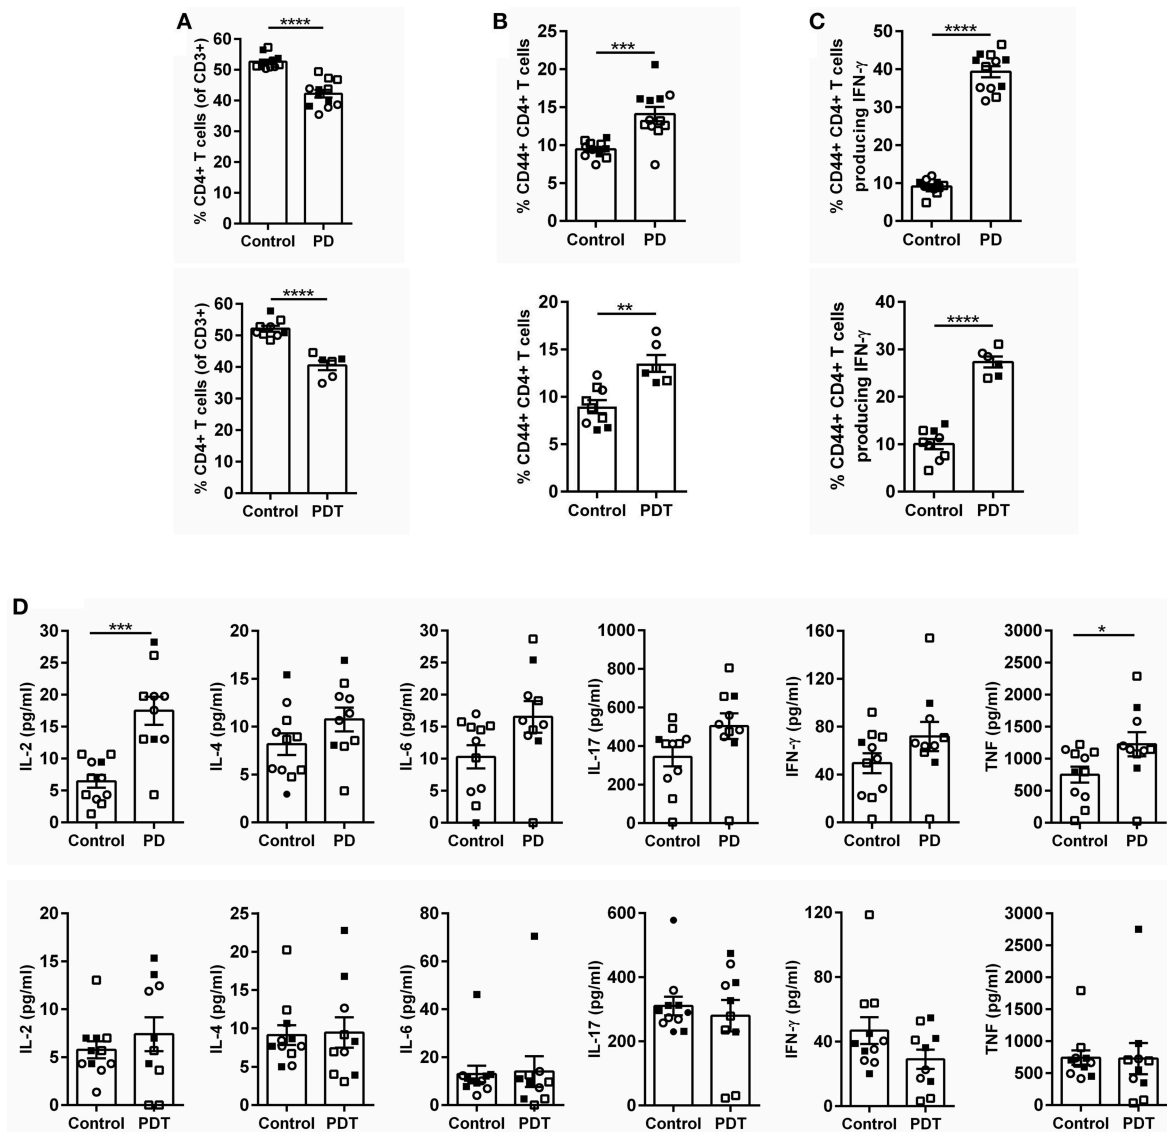 A
****
% CD4+ T cells (of CD3+)
60
50
40
30
20
10
0
Control PD
B
***
% CD44+ CD4+ T cells
25
20
15
10
5
0
Control PD
C
****
% CD44+ CD4+ T cells
producing IFN-γ
50
40
30
20
10
0
Control PD
****
% CD4+ T cells (of CD3+)
60
50
40
30
20
10
0
Control PDT
**
% CD44+ CD4+ T cells
20
15
10
5
0
Control PDT
****
% CD44+ CD4+ T cells
producing IFN-γ
40
30
20
10
0
Control PDT
D
***
IL-2 (pg/ml)
30
25
20
15
10
5
0
Control PD
IL-4 (pg/ml)
20
15
10
5
0
Control PD
IL-6 (pg/ml)
30
25
20
15
10
5
0
Control PD
IL-17 (pg/ml)
1000
800
600
400
200
0
Control PD
IFN-γ (pg/ml)
160
120
80
40
0
Control PD
*
TNF (pg/ml)
3000
2500
2000
1500
1000
500
0
Control PD
IL-2 (pg/ml)
20
15
10
5
0
Control PDT
IL-4 (pg/ml)
25
20
15
10
5
0
Control PDT
IL-6 (pg/ml)
80
60
40
20
0
Control PDT
IL-17 (pg/ml)
600
400
200
0
Control PDT
IFN-γ (pg/ml)
120
80
40
0
Control PDT
TNF (pg/ml)
3000
2500
2000
1500
1000
500
0
Control PDT